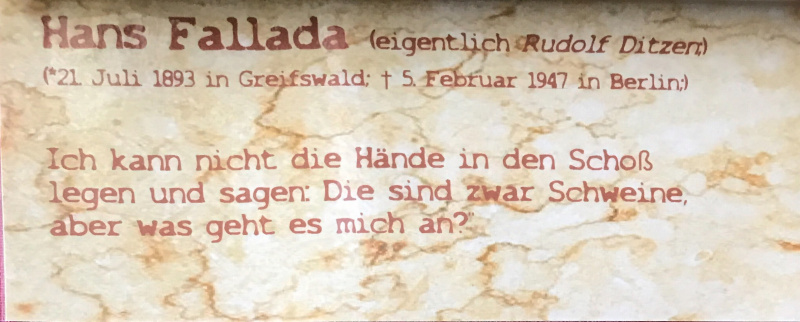 Hans Fallada (eigentlich Rudolf Ditzen;)
(*21. Juli 1893 in Greifswald; † 5. Februar 1947 in Berlin;)
Ich kann nicht die Hände in den Schoß
legen und sagen: Die sind zwar Schweine,
aber was geht es mich an?"